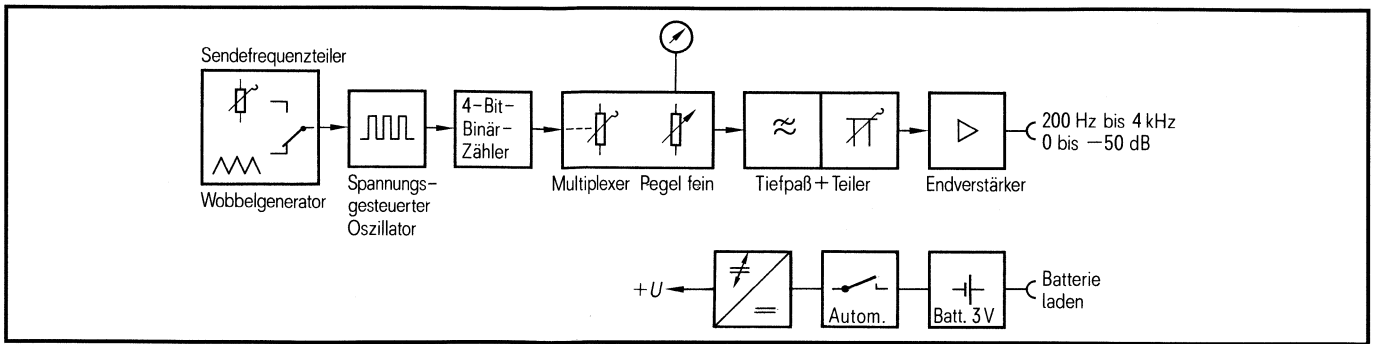 Sendefrequenzteiler
Wobbelgenerator
Spannungs-
gesteuerter
Oszillator
4-Bit-
Binär-
Zähler
Multiplexer
Pegel fein
Tiefpaß + Teiler
Endverstärker
200 Hz bis 4 kHz
0 bis −50 dB
+U
Autom.
Batt. 3 V
Batterie
laden